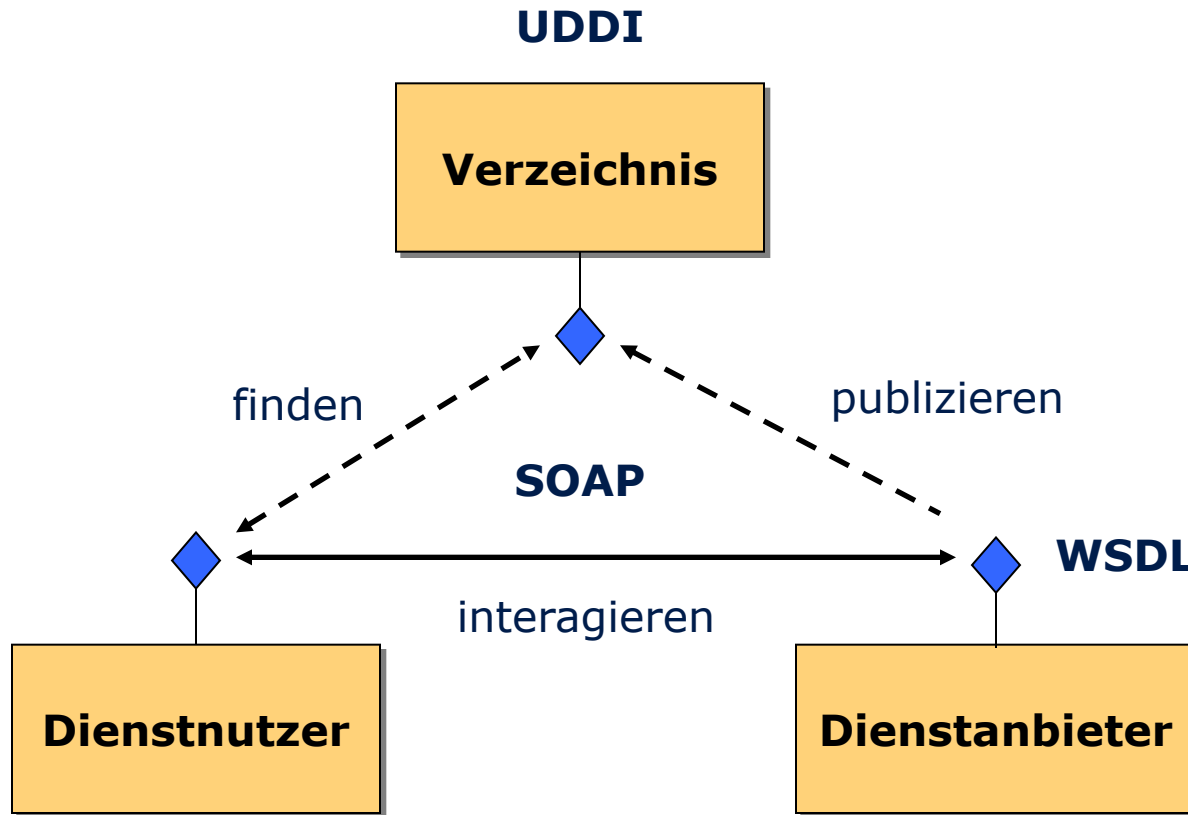 UDDI
Verzeichnis
finden
publizieren
SOAP
WSDL
interagieren
Dienstnutzer
Dienstanbieter